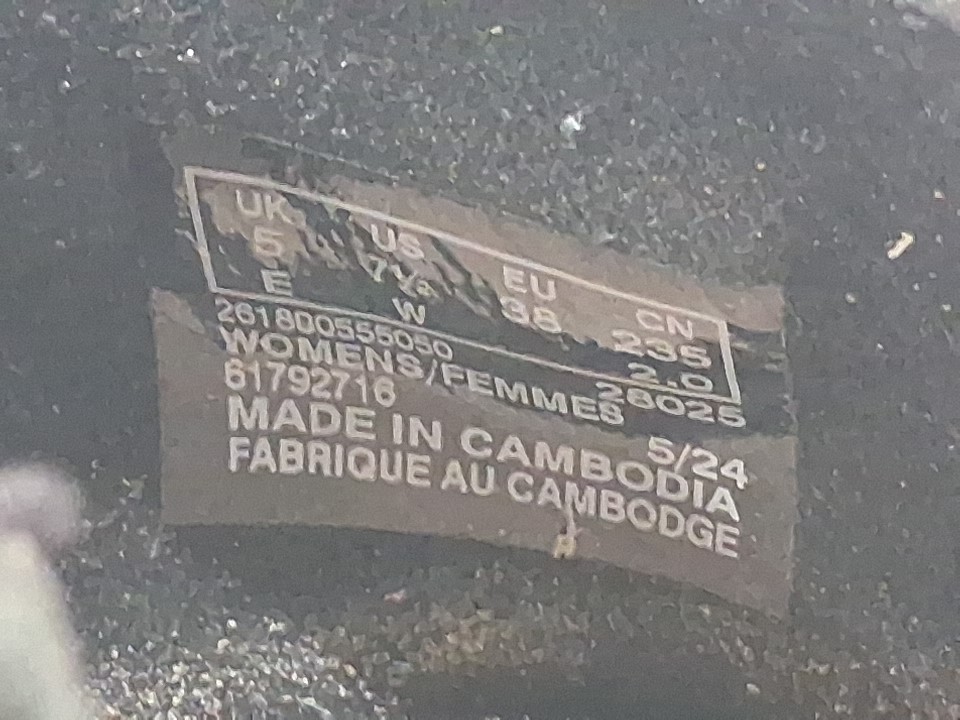 UK US EU CN
5 7½ 38 235
E W 2.0
2618D0555050 28025
WOMENS/FEMMES
61792716 5/24
MADE IN CAMBODIA
FABRIQUE AU CAMBODGE